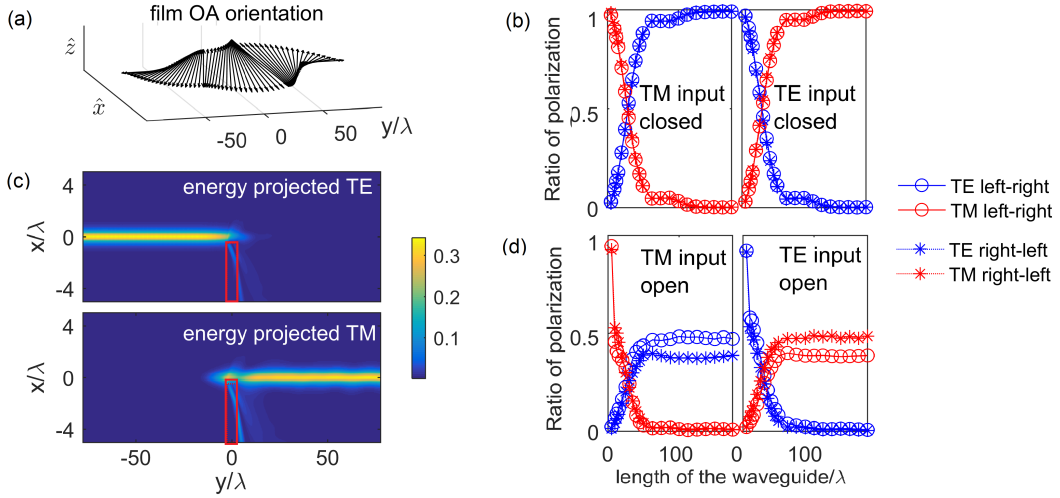 (a)
film OA orientation
ẑ
x̂
-50
0
50
y/λ
(b)
Ratio of polarization
1
0.5
0
TM input
closed
TE input
closed
(c)
energy projected TE
4
0
-4
x/λ
energy projected TM
4
0
-4
x/λ
-50
0
50
y/λ
0.3
0.2
0.1
(d)
Ratio of polarization
1
0.5
0
TM input
open
TE input
open
0
100
0
100
length of the waveguide/λ
TE left-right
TM left-right
TE right-left
TM right-left